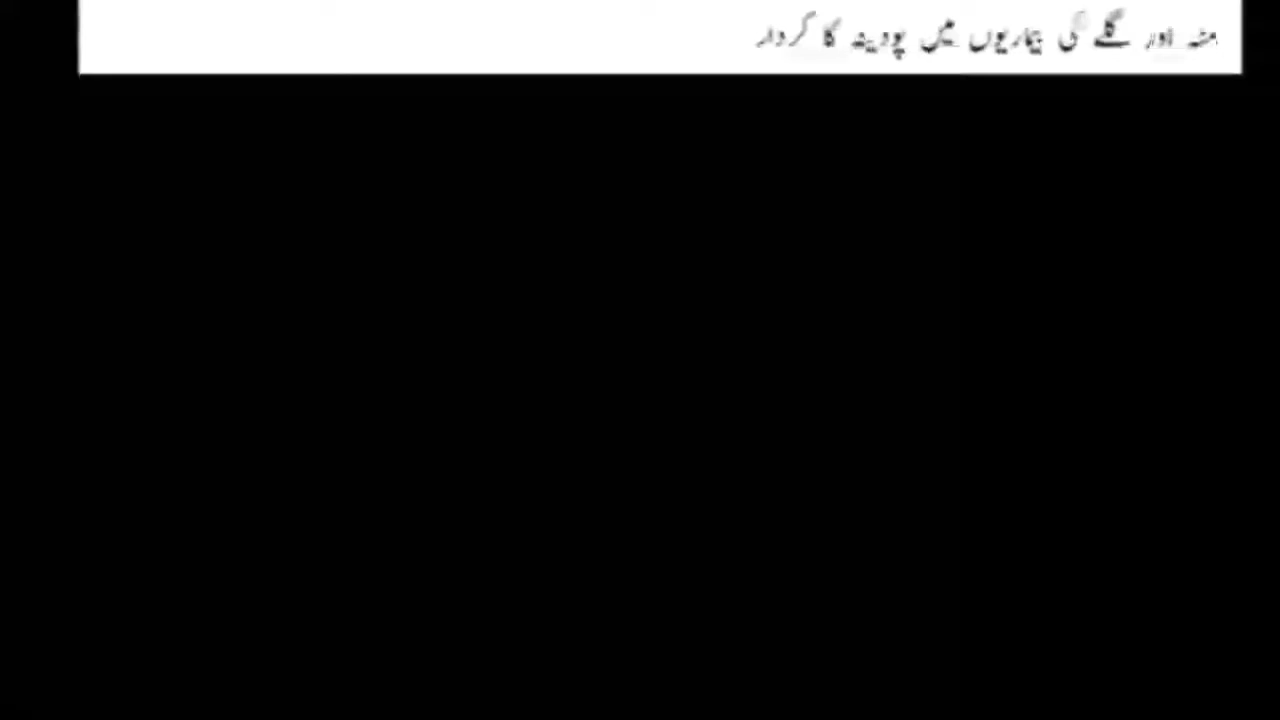 منہ اور گلے کی بیماریوں میں پودینہ کا کردار